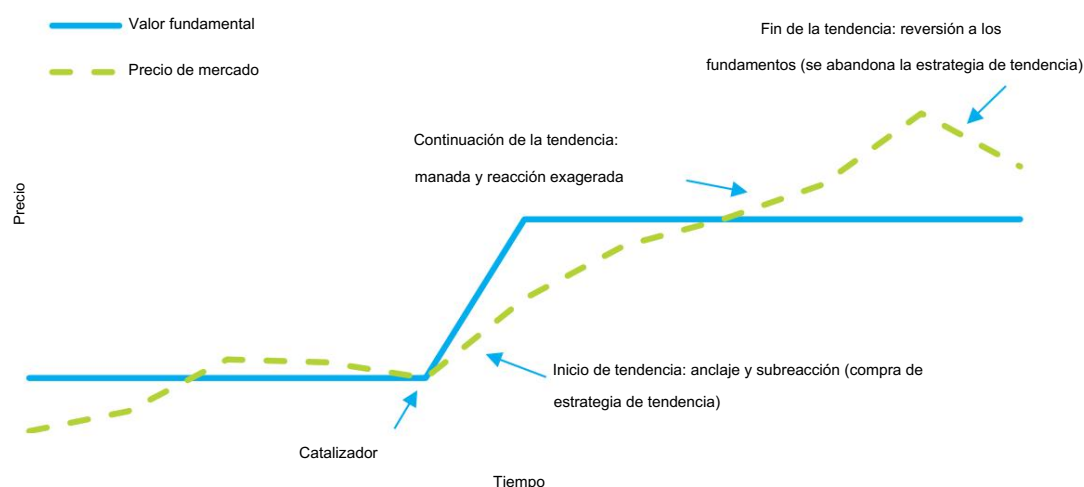 Valor fundamental
Precio de mercado
Fin de la tendencia: reversión a los
fundamentos (se abandona la estrategia de tendencia)
Continuación de la tendencia:
manada y reacción exagerada
Precio
Inicio de tendencia: anclaje y subreacción (compra de
estrategia de tendencia)
Catalizador
Tiempo